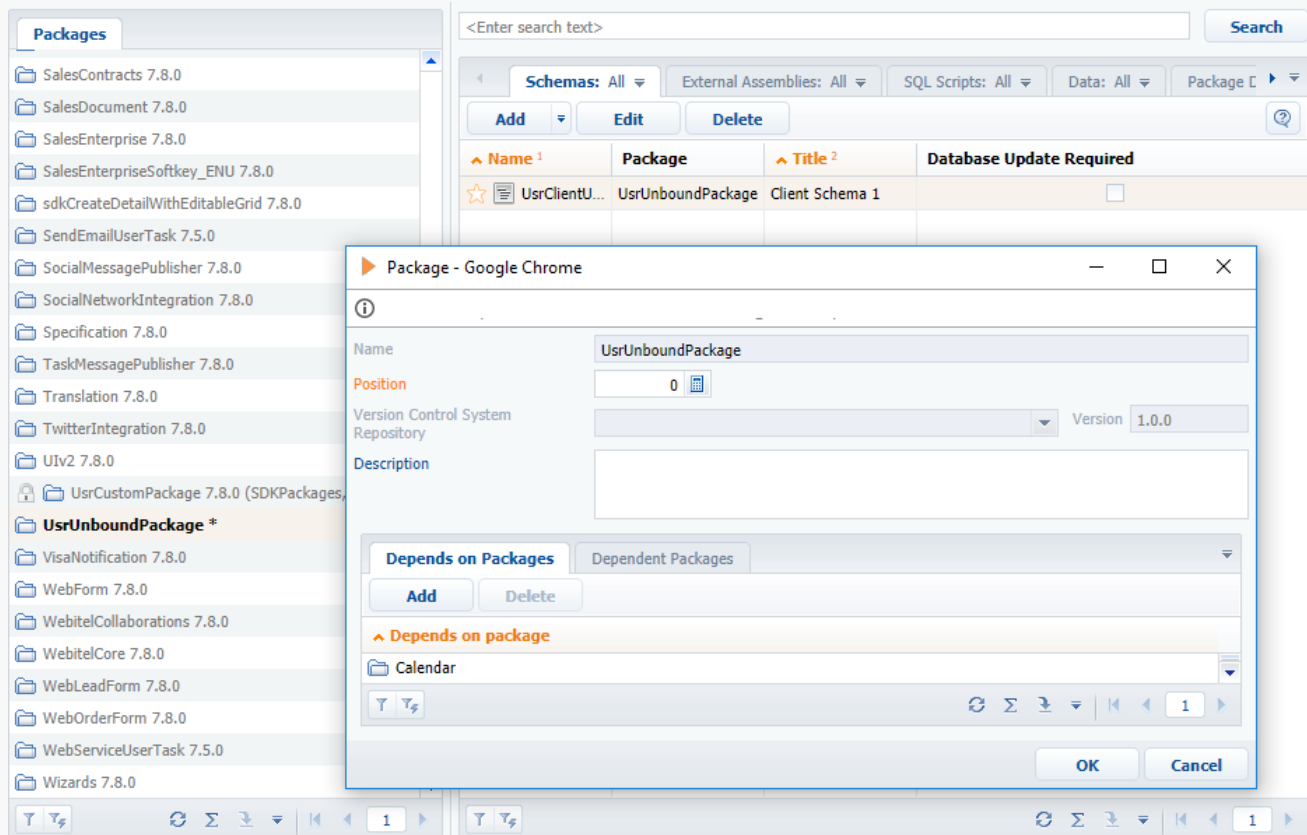 Packages
SalesContracts 7.8.0
SalesDocument 7.8.0
SalesEnterprise 7.8.0
SalesEnterpriseSoftkey_ENU 7.8.0
sdkCreateDetailWithEditableGrid 7.8.0
SendEmailUserTask 7.5.0
SocialMessagePublisher 7.8.0
SocialNetworkIntegration 7.8.0
Specification 7.8.0
TaskMessagePublisher 7.8.0
Translation 7.8.0
TwitterIntegration 7.8.0
UIv2 7.8.0
UsrCustomPackage 7.8.0 (SDKPackages,
UsrUnboundPackage *
VisaNotification 7.8.0
WebForm 7.8.0
WebitelCollaborations 7.8.0
WebitelCore 7.8.0
WebLeadForm 7.8.0
WebOrderForm 7.8.0
WebServiceUserTask 7.5.0
Wizards 7.8.0
1
<Enter search text> Search
Schemas: All External Assemblies: All SQL Scripts: All Data: All Package D
Add Edit Delete
Name 1 Package Title 2 Database Update Required
UsrClientU... UsrUnboundPackage Client Schema 1
Package - Google Chrome
Name UsrUnboundPackage
Position 0
Version Control System
Repository
Version 1.0.0
Description
Depends on Packages Dependent Packages
Add Delete
Depends on package
Calendar
1
OK Cancel
1